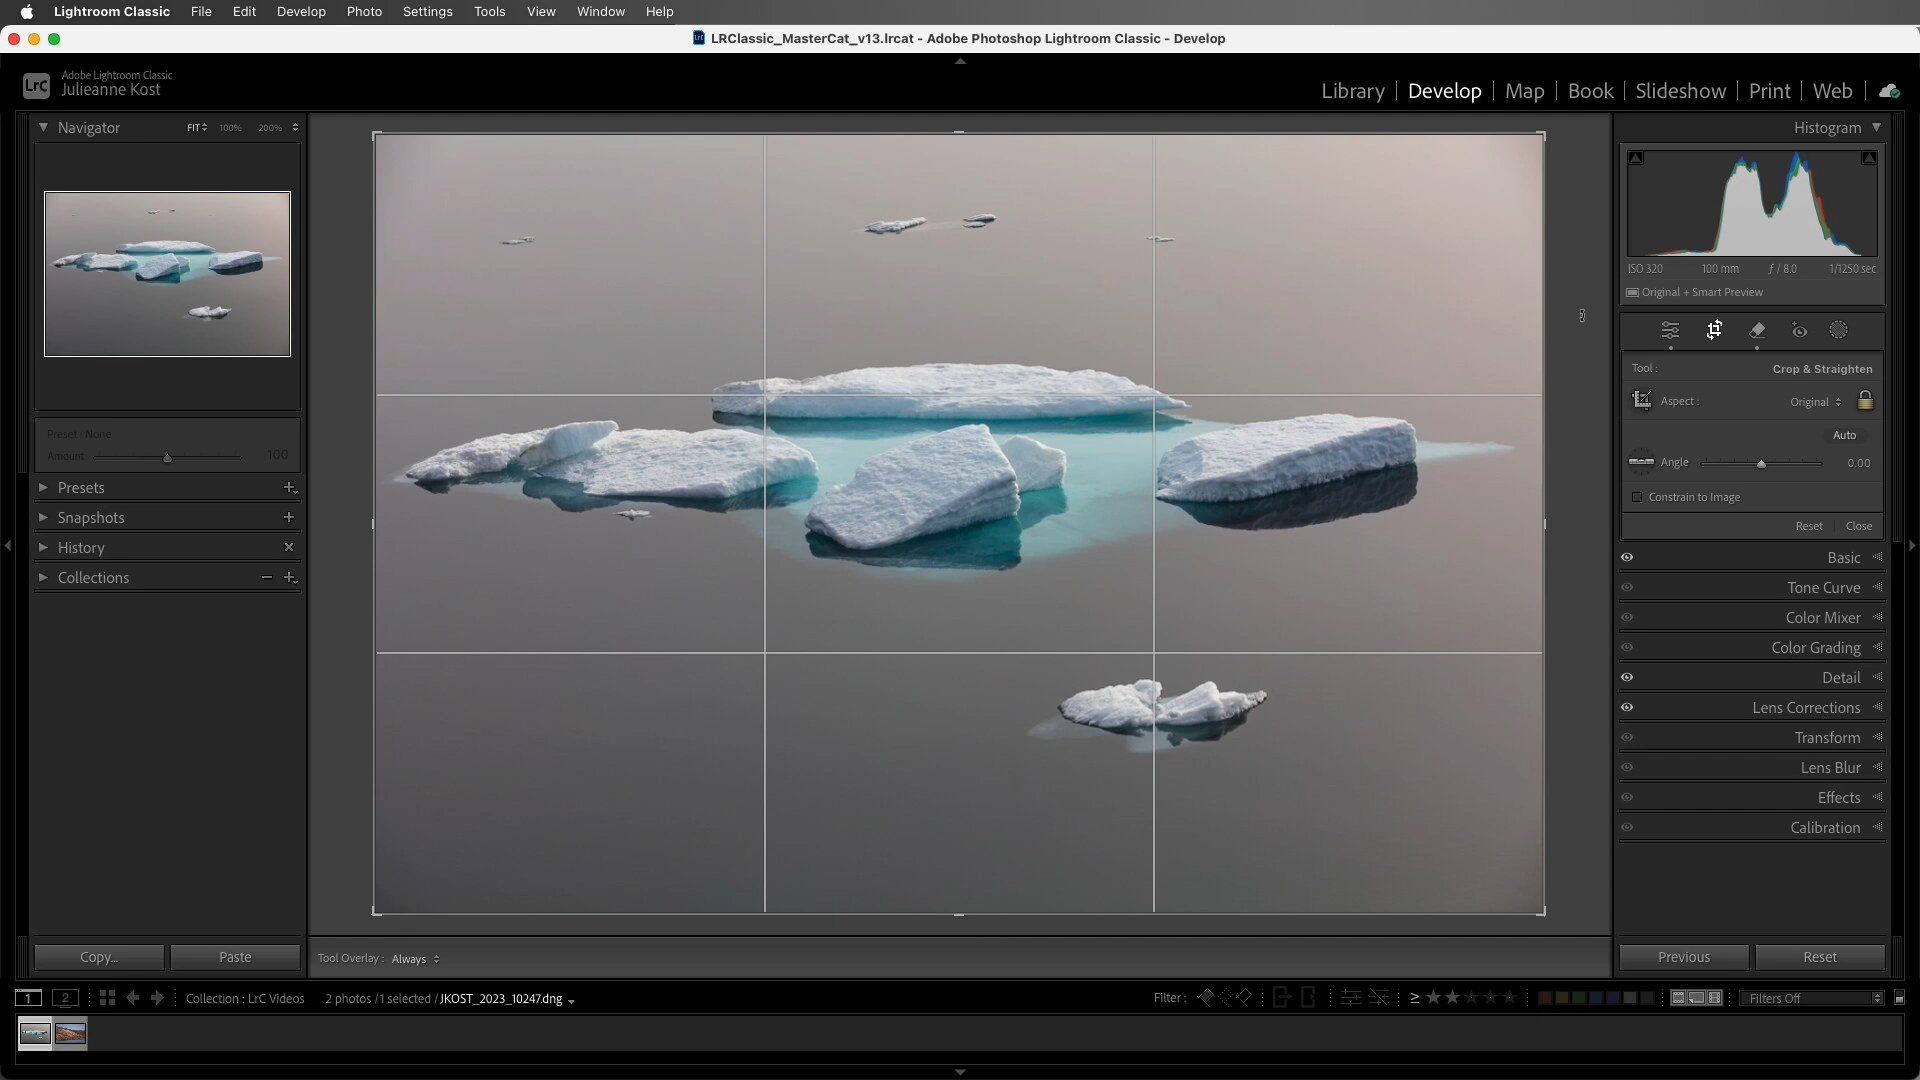 Lightroom Classic File Edit Develop Photo Settings Tools View Window Help
LrC LRClassic_MasterCat_v13.lrcat - Adobe Photoshop Lightroom Classic - Develop
LrC Adobe Lightroom Classic
Julieanne Kost
Library | Develop | Map | Book | Slideshow | Print | Web
Navigator FIT 100% 200%
Histogram
ISO 320 100 mm ƒ / 8.0 1/1250 sec
Original + Smart Preview
Tool : Crop & Straighten
Aspect : Original
Auto
Angle 0.00
Constrain to Image
Reset Close
Preset : None
Amount 100
Presets
Snapshots
History
Collections
Basic
Tone Curve
Color Mixer
Color Grading
Detail
Lens Corrections
Transform
Lens Blur
Effects
Calibration
Copy... Paste
Tool Overlay : Always
Previous Reset
1 2 Collection : LrC Videos 2 photos / 1 selected / JKOST_2023_10247.dng Filter : ≥ Filters Off